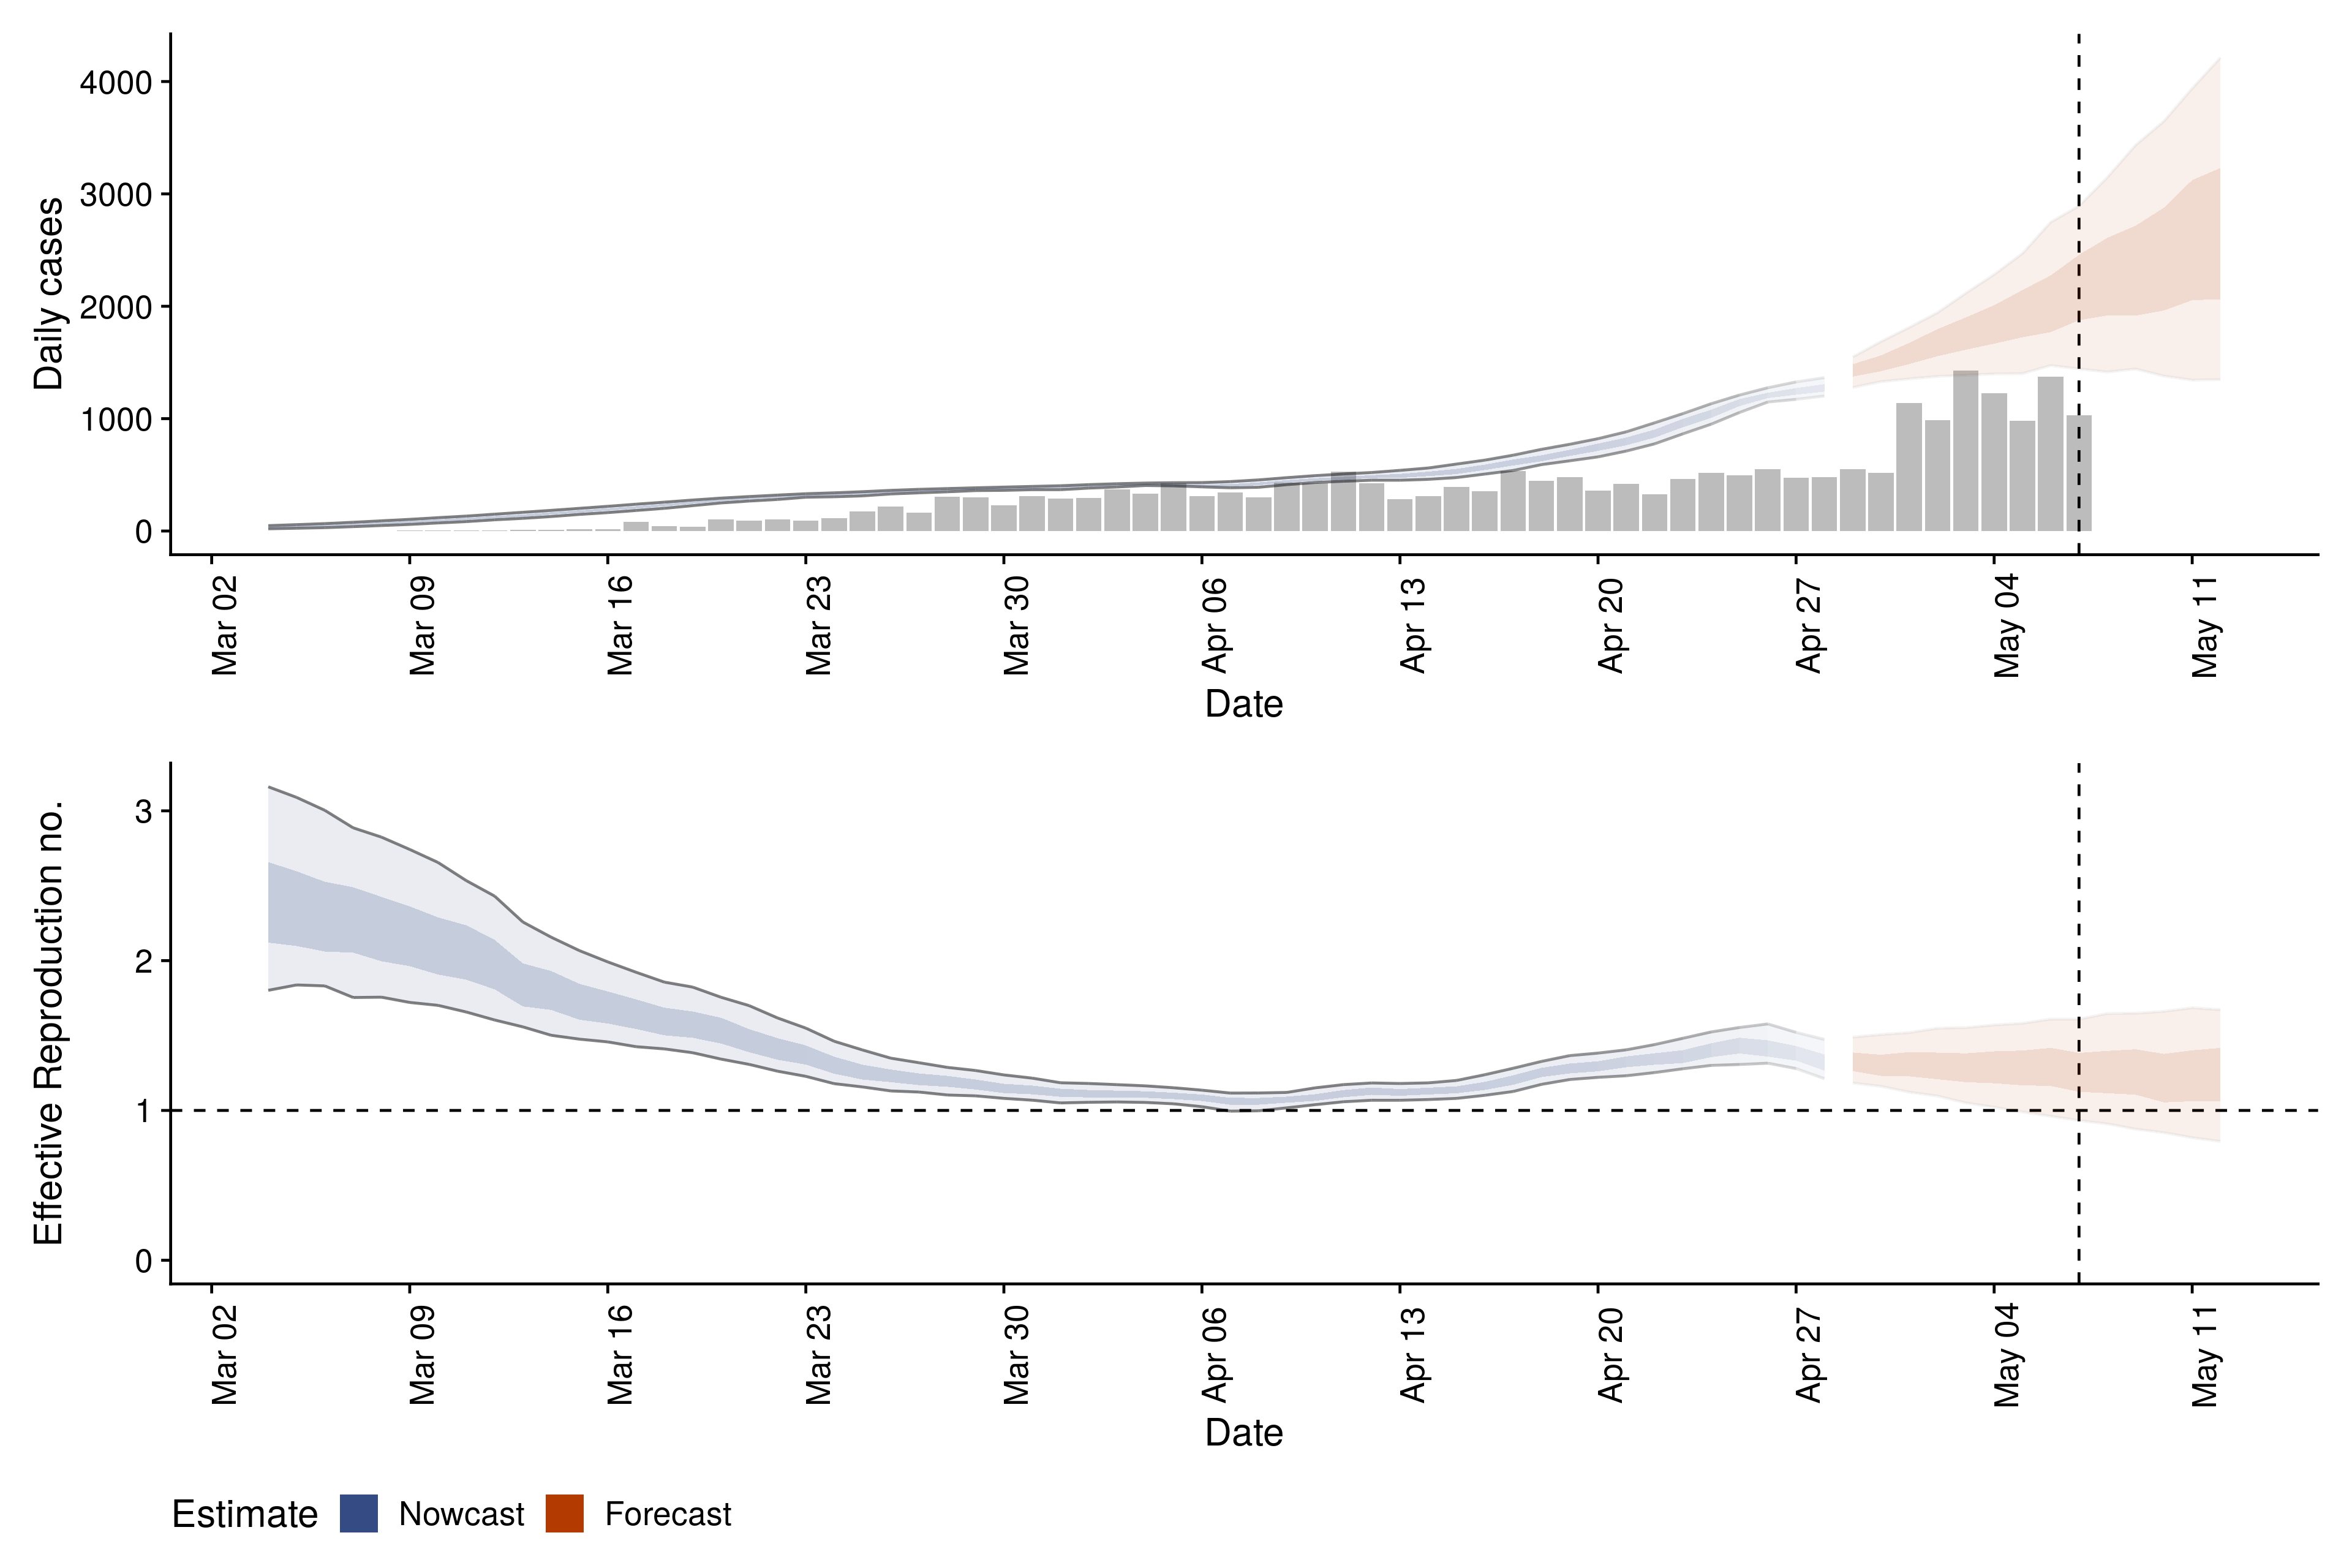 Daily cases
4000
3000
2000
1000
0
Mar 02
Mar 09
Mar 16
Mar 23
Mar 30
Apr 06
Apr 13
Apr 20
Apr 27
May 04
May 11
Date
Effective Reproduction no.
3
2
1
0
Mar 02
Mar 09
Mar 16
Mar 23
Mar 30
Apr 06
Apr 13
Apr 20
Apr 27
May 04
May 11
Date
Estimate Nowcast Forecast